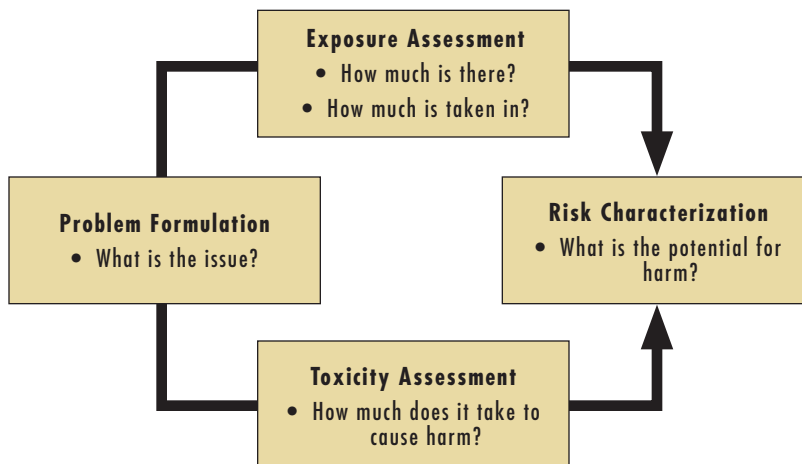 Exposure Assessment
• How much is there?
• How much is taken in?
Problem Formulation
• What is the issue?
Risk Characterization
• What is the potential for
harm?
Toxicity Assessment
• How much does it take to
cause harm?